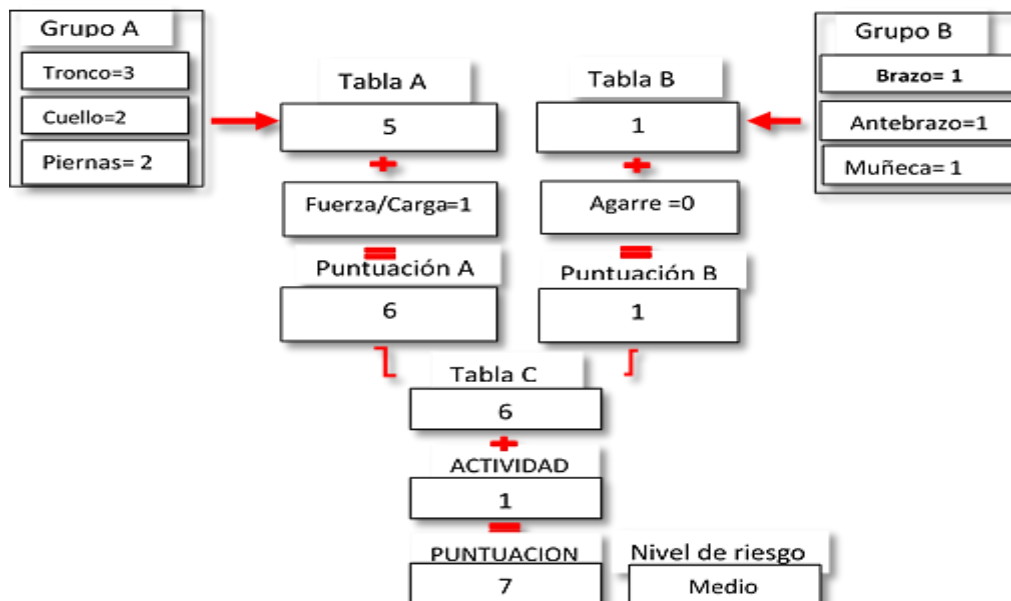 Grupo A
Tronco=3
Cuello=2
Piernas= 2
Tabla A
5
+
Fuerza/Carga=1
=
Puntuación A
6
Tabla B
1
+
Agarre =0
=
Puntuación B
1
Grupo B
Brazo= 1
Antebrazo=1
Muñeca= 1
Tabla C
6
+
ACTIVIDAD
1
=
PUNTUACION
7
Nivel de riesgo
Medio